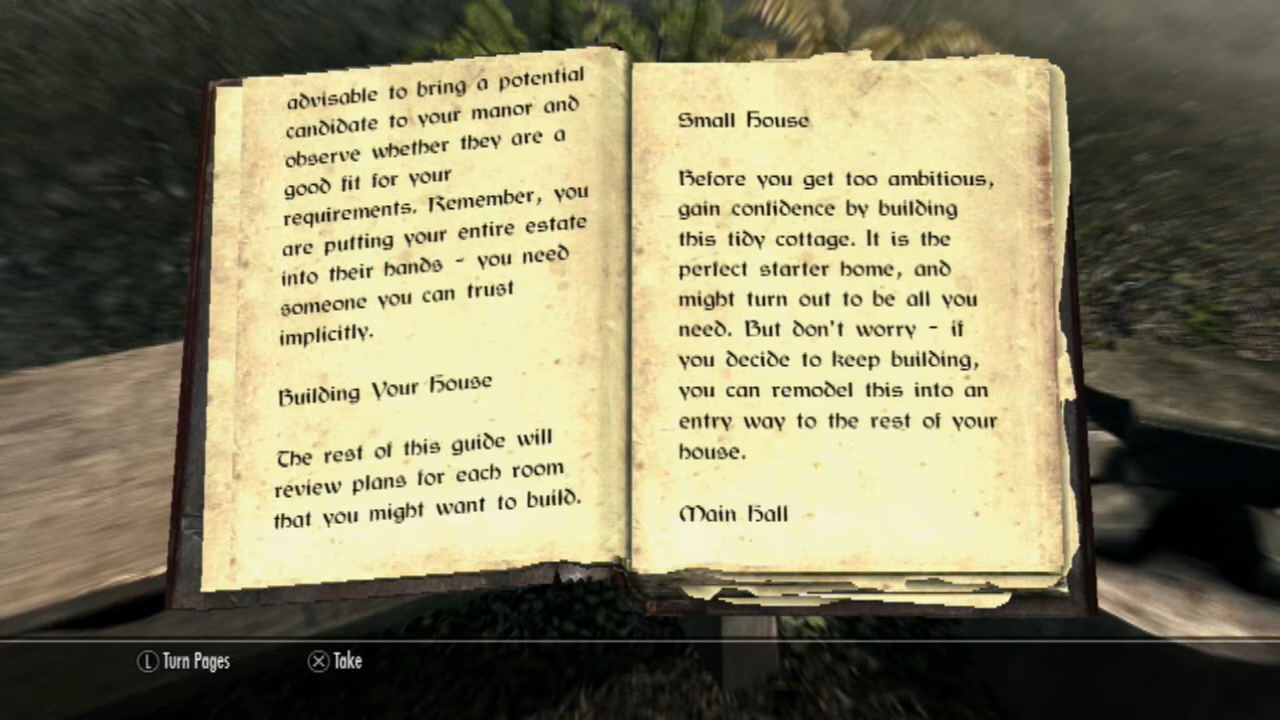 advisable to bring a potential
candidate to your manor and
observe whether they are a
good fit for your
requirements. Remember, you
are putting your entire estate
into their hands - you need
someone you can trust
implicitly.
Building Your House
The rest of this guide will
review plans for each room
that you might want to build.
Small House
Before you get too ambitious,
gain confidence by building
this tidy cottage. It is the
perfect starter home, and
might turn out to be all you
need. But don't worry - if
you decide to keep building,
you can remodel this into an
entry way to the rest of your
house.
Main Hall
L Turn Pages
X Take